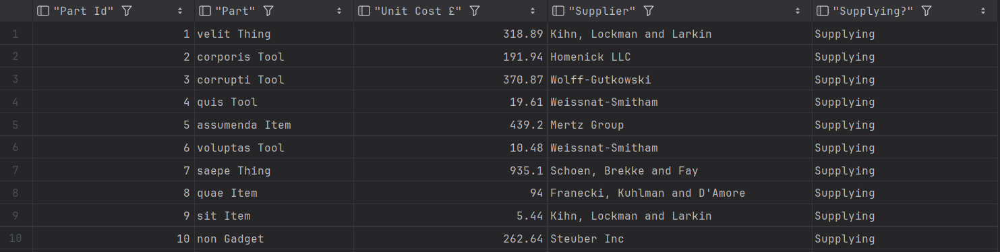 "Part Id" "Part" "Unit Cost £" "Supplier" "Supplying?"
1 1 velit Thing 318.89 Kihn, Lockman and Larkin Supplying
2 2 corporis Tool 191.94 Homenick LLC Supplying
3 3 corrupti Tool 370.87 Wolff-Gutkowski Supplying
4 4 quis Tool 19.61 Weissnat-Smitham Supplying
5 5 assumenda Item 439.2 Mertz Group Supplying
6 6 voluptas Tool 10.48 Weissnat-Smitham Supplying
7 7 saepe Thing 935.1 Schoen, Brekke and Fay Supplying
8 8 quae Item 94 Franecki, Kuhlman and D'Amore Supplying
9 9 sit Item 5.44 Kihn, Lockman and Larkin Supplying
10 10 non Gadget 262.64 Steuber Inc Supplying